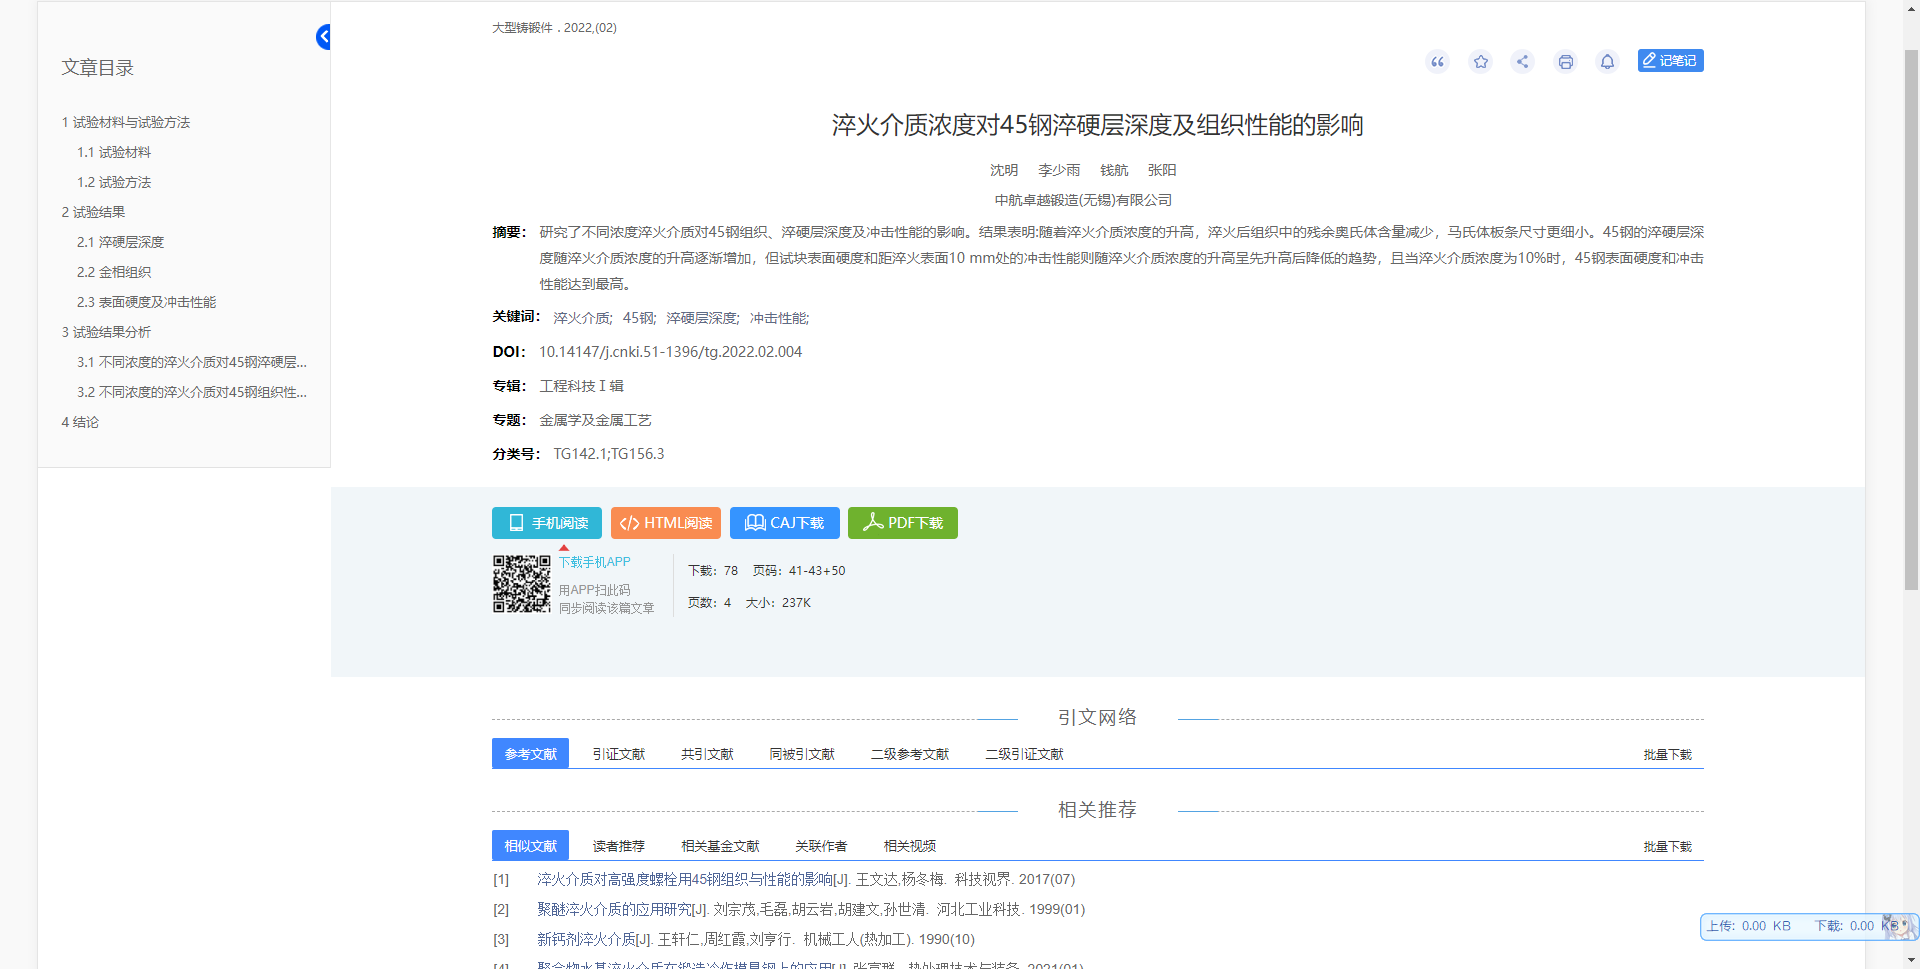 大型铸锻件 . 2022,(02)
文章目录
1 试验材料与试验方法
1.1 试验材料
1.2 试验方法
2 试验结果
2.1 淬硬层深度
2.2 金相组织
2.3 表面硬度及冲击性能
3 试验结果分析
3.1 不同浓度的淬火介质对45钢淬硬层...
3.2 不同浓度的淬火介质对45钢组织性...
4 结论
记笔记
淬火介质浓度对45钢淬硬层深度及组织性能的影响
沈明 李少雨 钱航 张阳
中航卓越锻造(无锡)有限公司
摘要： 研究了不同浓度淬火介质对45钢组织、淬硬层深度及冲击性能的影响。结果表明:随着淬火介质浓度的升高，淬火后组织中的残余奥氏体含量减少，马氏体板条尺寸更细小。45钢的淬硬层深
度随淬火介质浓度的升高逐渐增加，但试块表面硬度和距淬火表面10 mm处的冲击性能则随淬火介质浓度的升高呈先升高后降低的趋势，且当淬火介质浓度为10%时，45钢表面硬度和冲击
性能达到最高。
关键词： 淬火介质; 45钢; 淬硬层深度; 冲击性能;
DOI： 10.14147/j.cnki.51-1396/tg.2022.02.004
专辑： 工程科技Ⅰ辑
专题： 金属学及金属工艺
分类号： TG142.1;TG156.3
手机阅读 HTML阅读 CAJ下载 PDF下载
下载手机APP
用APP扫此码
同步阅读该篇文章
下载：78 页码：41-43+50
页数：4 大小：237K
引文网络
参考文献 引证文献 共引文献 同被引文献 二级参考文献 二级引证文献 批量下载
相关推荐
相似文献 读者推荐 相关基金文献 关联作者 相关视频 批量下载
[1] 淬火介质对高强度螺栓用45钢组织与性能的影响[J]. 王文达,杨冬梅. 科技视界. 2017(07)
[2] 聚醚淬火介质的应用研究[J]. 刘宗茂,毛磊,胡云岩,胡建文,孙世清. 河北工业科技. 1999(01)
[3] 新钙剂淬火介质[J]. 王轩仁,周红霞,刘亨行. 机械工人(热加工). 1990(10)
上传: 0.00 KB 下载: 0.00 KB